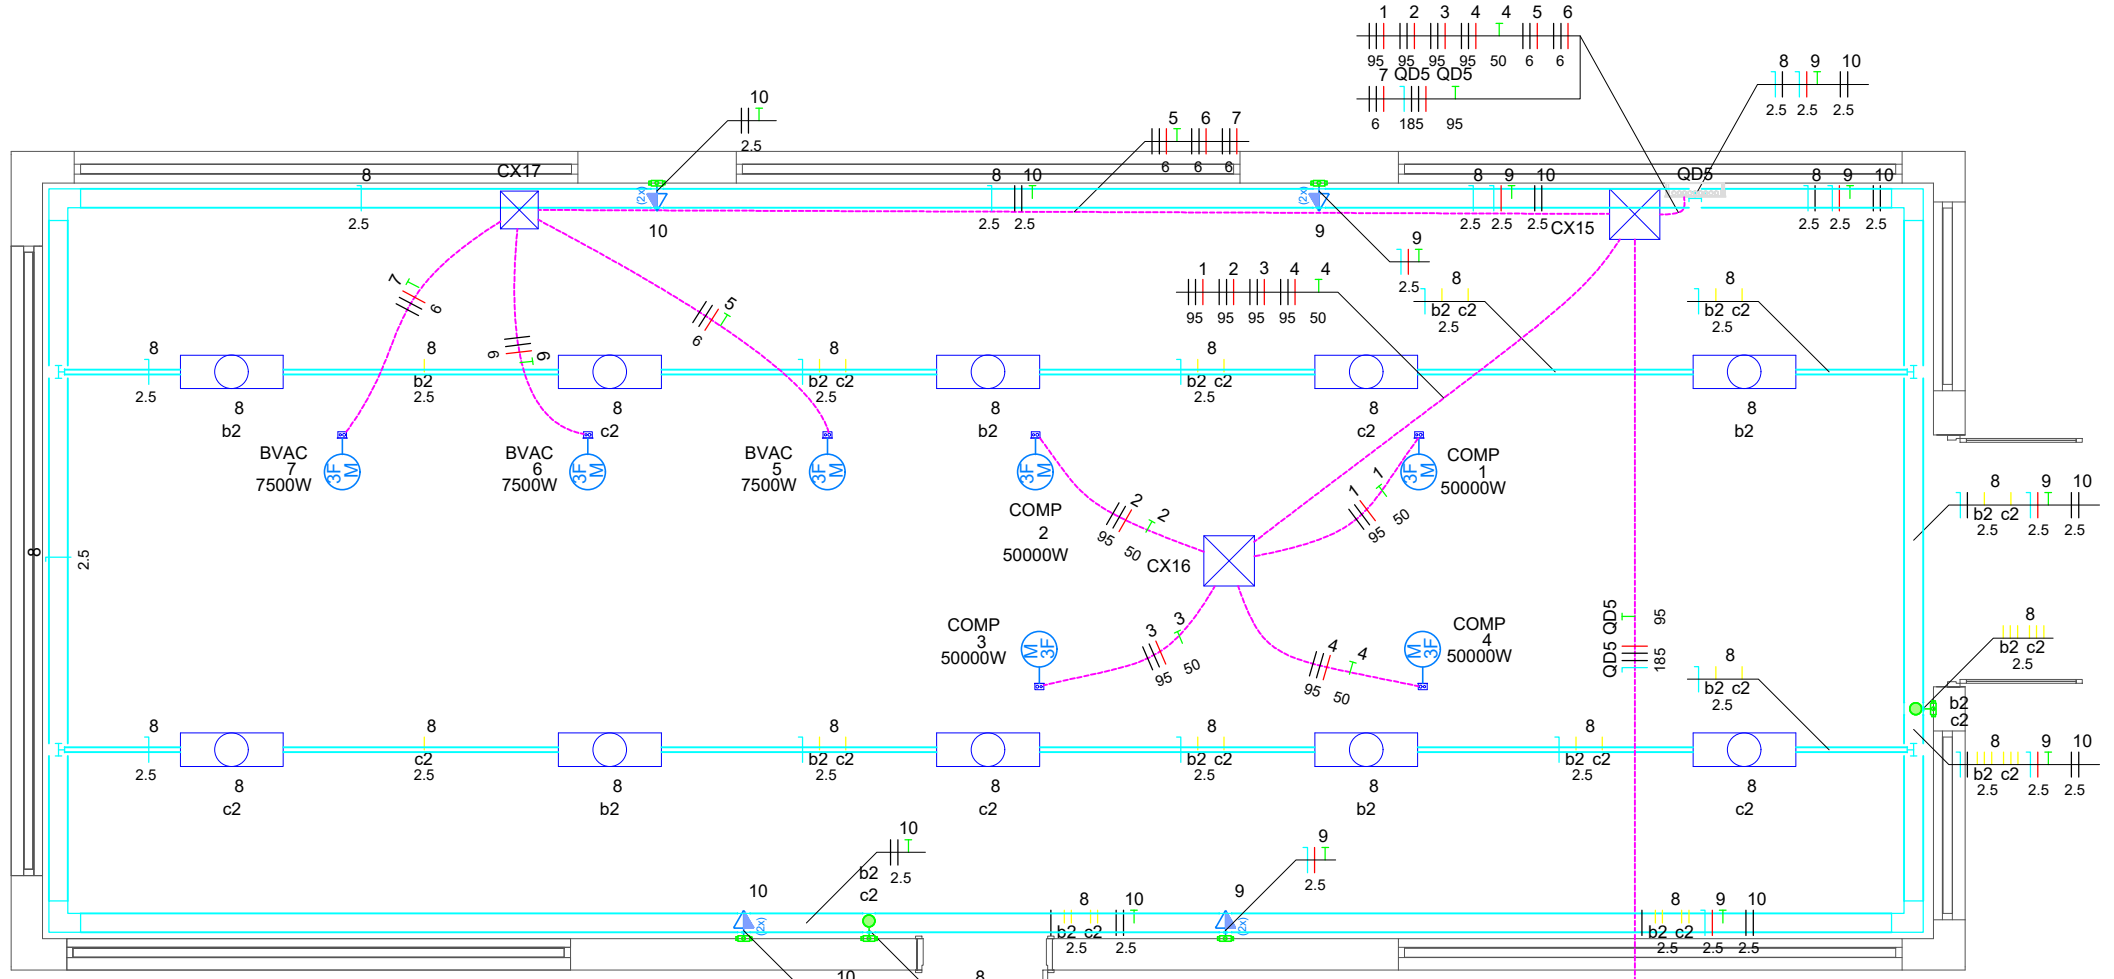 1 2 3 4 4 5 6
95 95 95 95 50 6 6
7 QD5 QD5
6 185 95
8 9 10
2.5 2.5 2.5
10
2.5
5 6 7
6 6 6
CX17
QD5
8
2.5
(2x)
10
8 10
2.5 2.5
(2x)
9
8 9 10
2.5 2.5 2.5
CX15
8 9 10
2.5 2.5 2.5
9
2.5
1 2 3 4 4
95 95 95 95 50
8
b2 c2
2.5
8
b2 c2
2.5
7
6
6
6
5
6
8
2.5
8
b2
2.5
8
b2 c2
2.5
8
b2 c2
2.5
8
b2
8
c2
8
b2
8
c2
8
b2
BVAC
7
7500W
3F
M
BVAC
6
7500W
3F
M
BVAC
5
7500W
3F
M
3F
M
COMP
2
50000W
3F
M
COMP
1
50000W
2 2
95 50
1 1
95 50
CX16
8
b2 c2
2.5
9
2.5
10
2.5
8
2.5
COMP
3
50000W
M
3F
3 3
95 50
4 4
95 50
M
3F
COMP
4
50000W
QD5 QD5
185 95
8
b2 c2
2.5
8
b2 c2
2.5
b2
c2
8
2.5
8
c2
2.5
8
b2 c2
2.5
8
b2 c2
2.5
8
b2 c2
2.5
8
c2
8
b2
8
c2
8
b2
8
c2
8 9 10
b2 c2
2.5 2.5 2.5
10
2.5
b2
c2
9
2.5
10
(2x)
9
(2x)
8 10
b2 c2
2.5 2.5
8 9 10
b2 c2
2.5 2.5 2.5
10
8